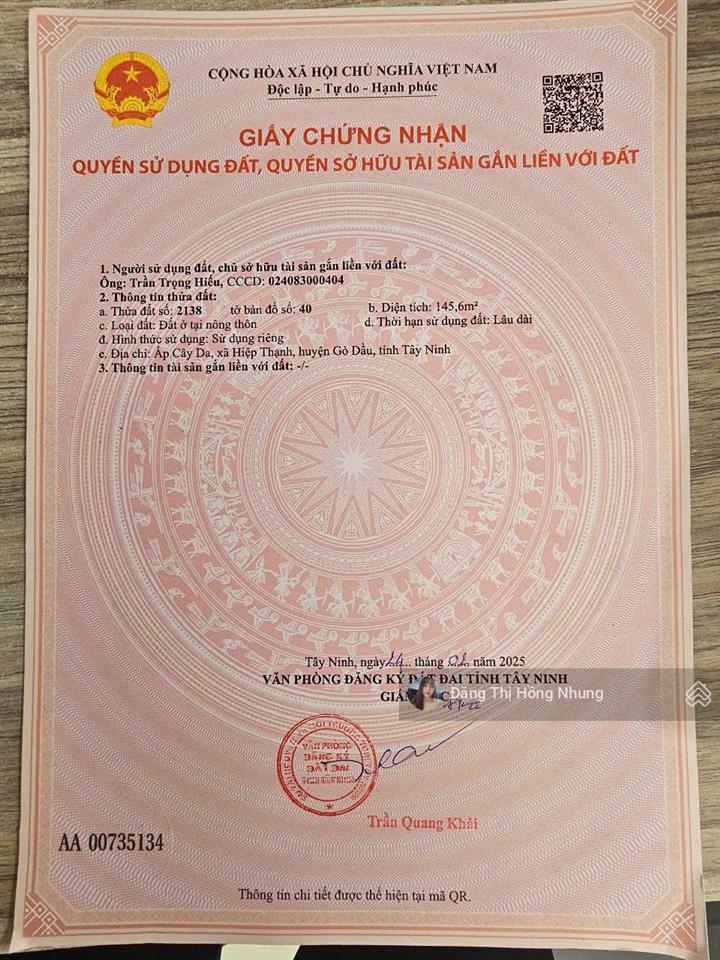 CỘNG HÒA XÃ HỘI CHỦ NGHĨA VIỆT NAM
Độc lập - Tự do - Hạnh phúc
GIẤY CHỨNG NHẬN
QUYỀN SỬ DỤNG ĐẤT, QUYỀN SỞ HỮU TÀI SẢN GẮN LIỀN VỚI ĐẤT
1. Người sử dụng đất, chủ sở hữu tài sản gắn liền với đất:
Ông: Trần Trọng Hiếu, CCCD: 024083000404
2. Thông tin thửa đất:
a. Thửa đất số: 2138 tờ bản đồ số: 40 b. Diện tích: 145,6m²
c. Loại đất: Đất ở tại nông thôn d. Thời hạn sử dụng đất: Lâu dài
đ. Hình thức sử dụng: Sử dụng riêng
e. Địa chỉ: Ấp Cây Da, xã Hiệp Thạnh, huyện Gò Dầu, tỉnh Tây Ninh
3. Thông tin tài sản gắn liền với đất: -/-
Tây Ninh, ngày tháng năm 2025
VĂN PHÒNG ĐĂNG KÝ ĐẤT ĐAI TỈNH TÂY NINH
Đặng Thị Hồng Nhung
VĂN PHÒNG
ĐĂNG KÝ
ĐẤT ĐAI
Trần Quang Khải
AA 00735134
Thông tin chi tiết được thể hiện tại mã QR.